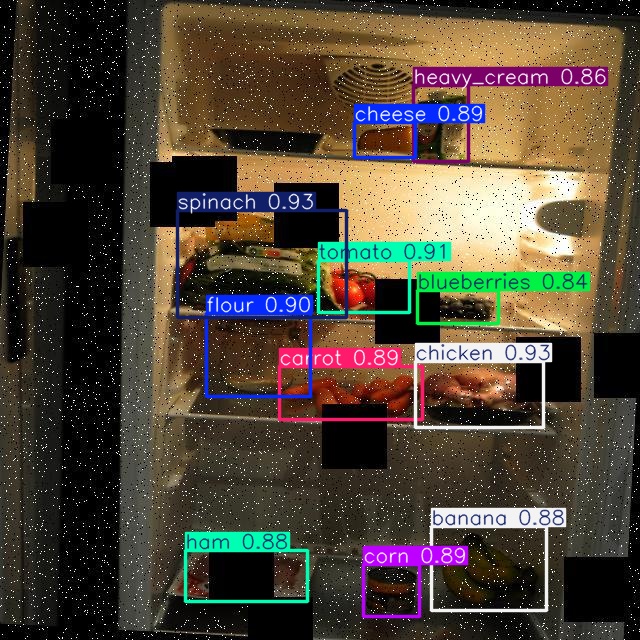 heavy_cream 0.86
cheese 0.89
spinach 0.93
tomato 0.91
blueberries 0.84
flour 0.90
carrot 0.89
chicken 0.93
banana 0.88
ham 0.88
corn 0.89